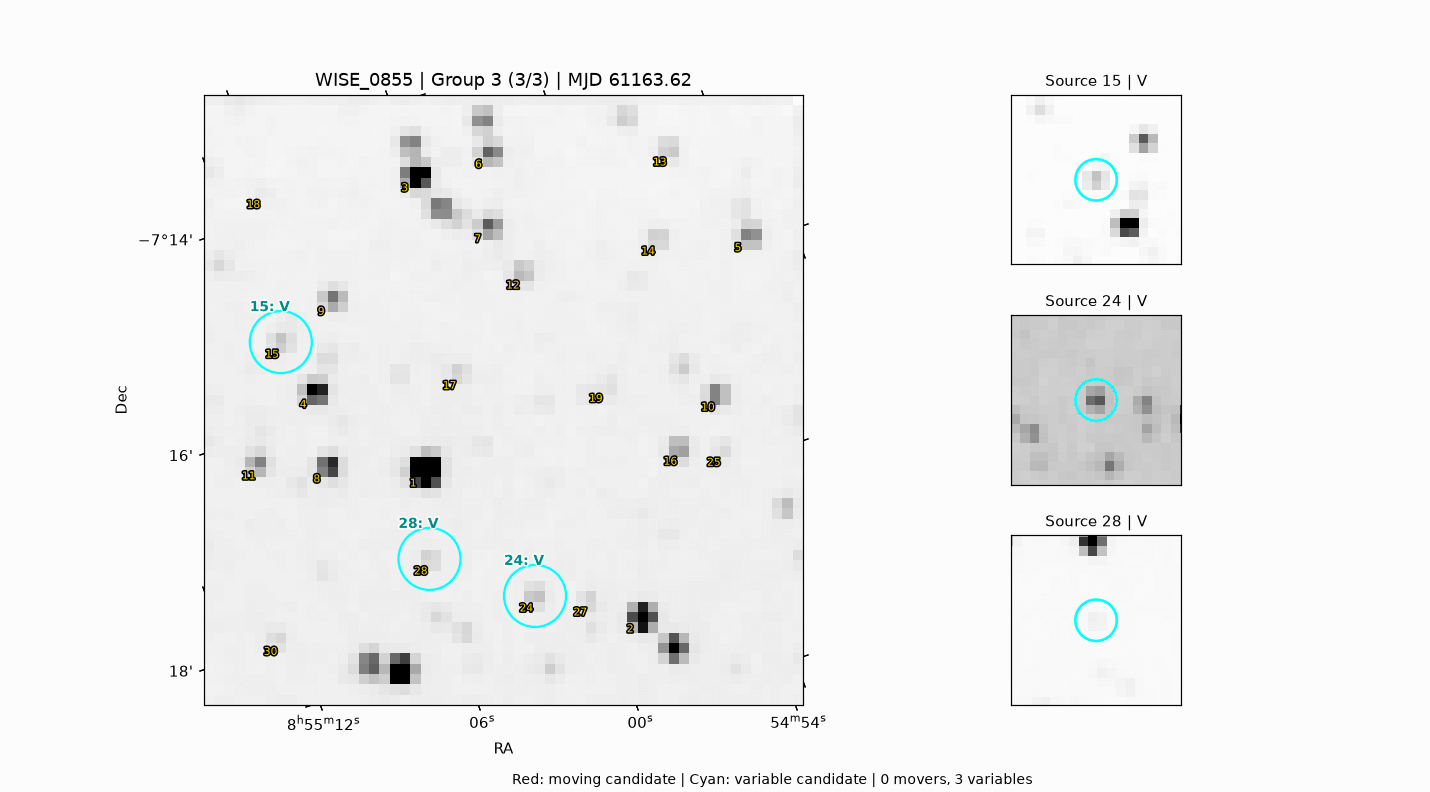 WISE_0855 | Group 3 (3/3) | MJD 61163.62
Source 15 | V
6
13
3
18
−7°14'
7
14
5
12
15: V
9
Source 24 | V
15
17
Dec
4
19
10
16'
11
8
1
16
25
28: V
Source 28 | V
24: V
28
24
27
2
30
18'
8h55m12s
06s
00s
54m54s
RA
Red: moving candidate | Cyan: variable candidate | 0 movers, 3 variables